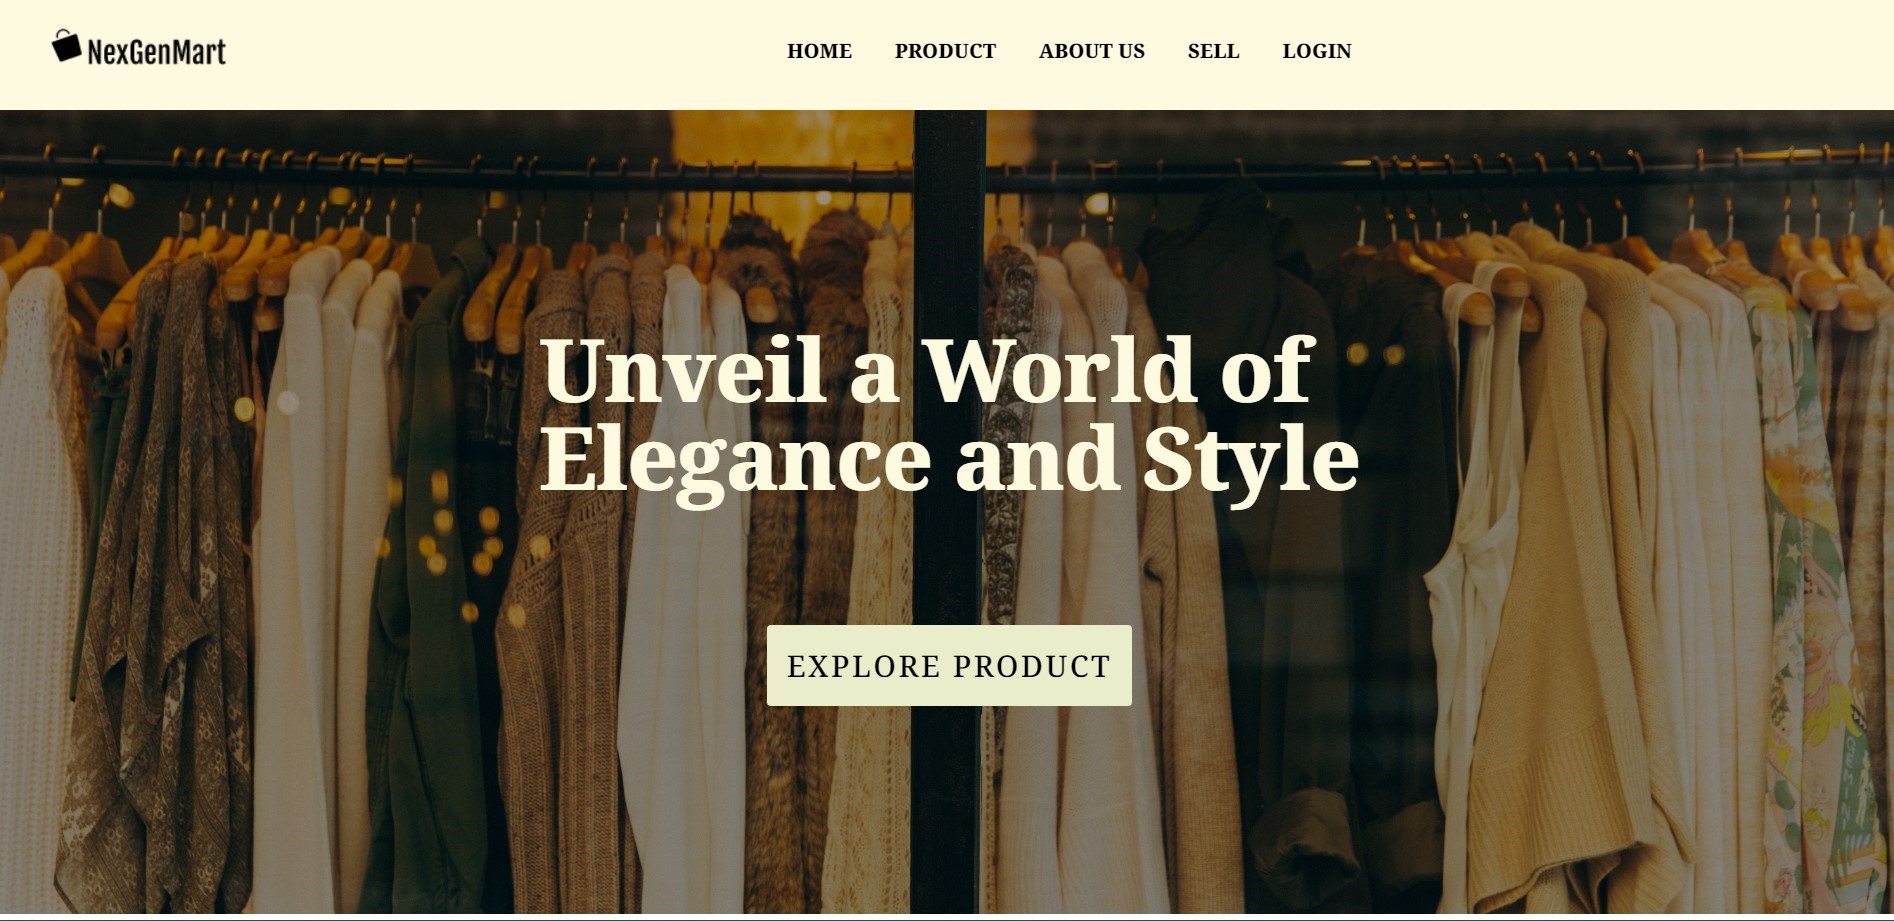 NexGenMart
HOME PRODUCT ABOUT US SELL LOGIN
Unveil a World of
Elegance and Style
EXPLORE PRODUCT